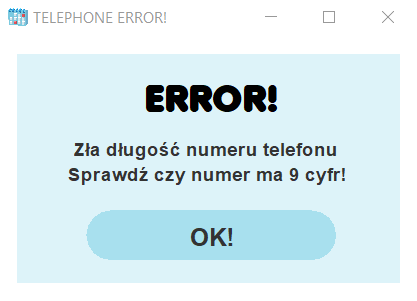 TELEPHONE ERROR!
ERROR!
Zła długość numeru telefonu
Sprawdź czy numer ma 9 cyfr!
OK!